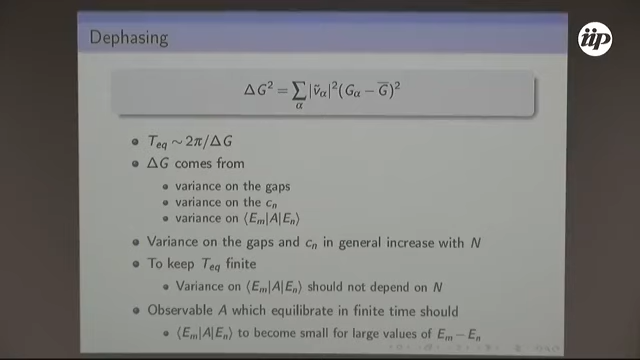 Dephasing
iip
ΔG² = ∑_α |ṽ_α|²(G_α − G̅)²
T_eq ∼ 2π/ΔG
ΔG comes from
variance on the gaps
variance on the c_n
variance on ⟨E_m|A|E_n⟩
Variance on the gaps and c_n in general increase with N
To keep T_eq finite
Variance on ⟨E_m|A|E_n⟩ should not depend on N
Observable A which equilibrate in finite time should
⟨E_m|A|E_n⟩ to become small for large values of E_m − E_n